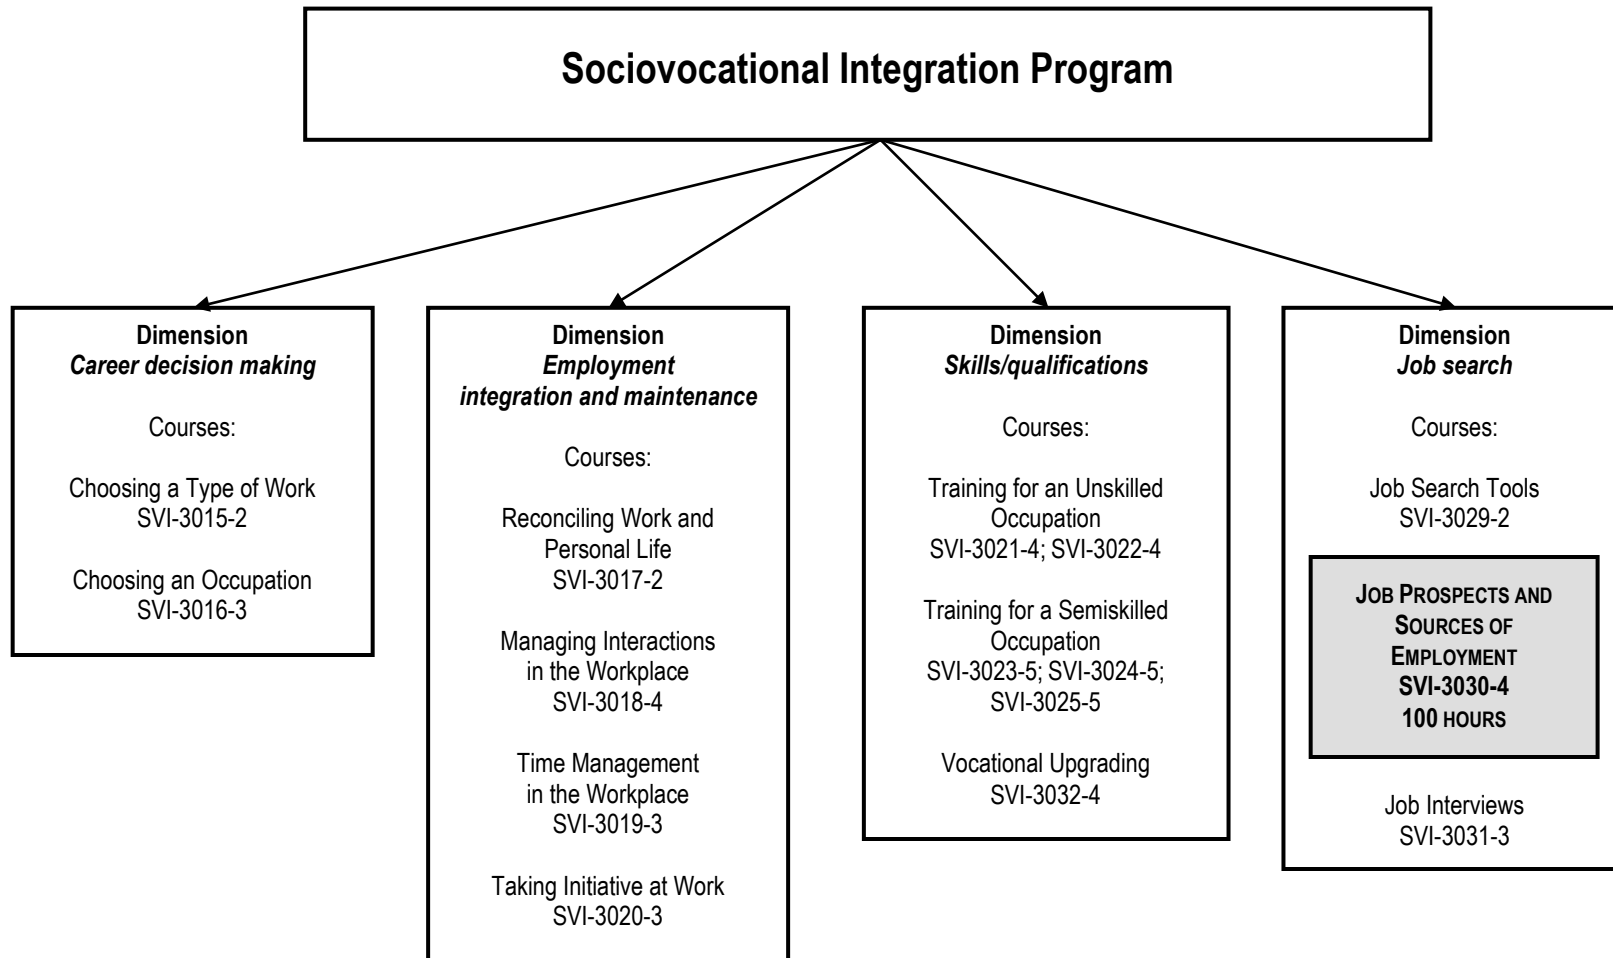 Sociovocational Integration Program
Dimension
Career decision making
Courses:
Choosing a Type of Work
SVI-3015-2
Choosing an Occupation
SVI-3016-3
Dimension
Employment
integration and maintenance
Courses:
Reconciling Work and
Personal Life
SVI-3017-2
Managing Interactions
in the Workplace
SVI-3018-4
Time Management
in the Workplace
SVI-3019-3
Taking Initiative at Work
SVI-3020-3
Dimension
Skills/qualifications
Courses:
Training for an Unskilled
Occupation
SVI-3021-4; SVI-3022-4
Training for a Semiskilled
Occupation
SVI-3023-5; SVI-3024-5;
SVI-3025-5
Vocational Upgrading
SVI-3032-4
Dimension
Job search
Courses:
Job Search Tools
SVI-3029-2
JOB PROSPECTS AND
SOURCES OF
EMPLOYMENT
SVI-3030-4
100 HOURS
Job Interviews
SVI-3031-3